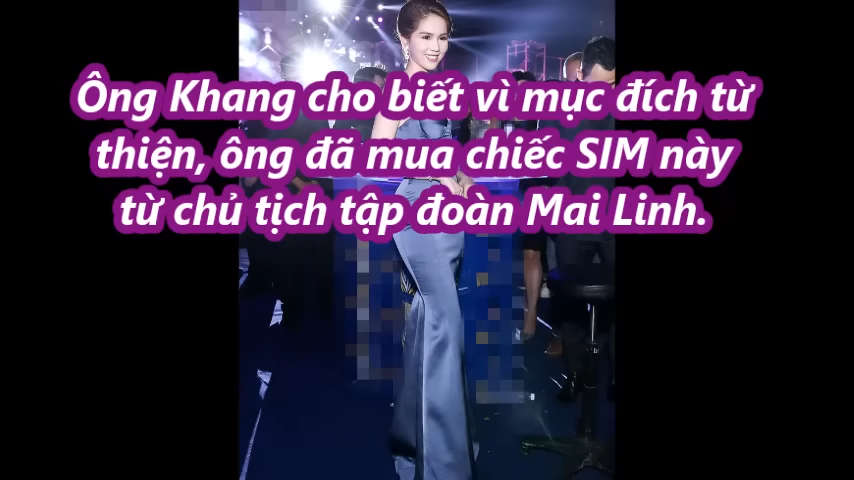 Ông Khang cho biết vì mục đích từ
thiện, ông đã mua chiếc SIM này
từ chủ tịch tập đoàn Mai Linh.